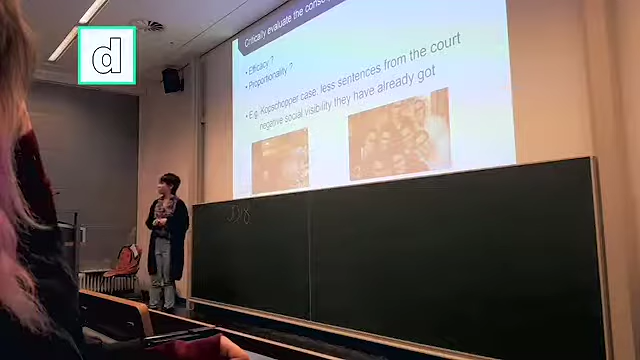 d
Critically evaluate the conse
• Efficacy ?
• Proportionality ?
• E.g. Kopschopper case: less sentences from the court
negative social visibility they have already got